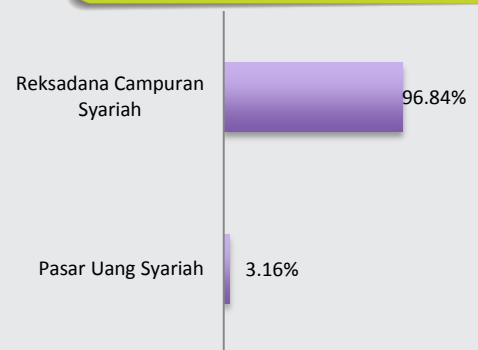 Reksadana Campuran
Syariah
96.84%
Pasar Uang Syariah
3.16%